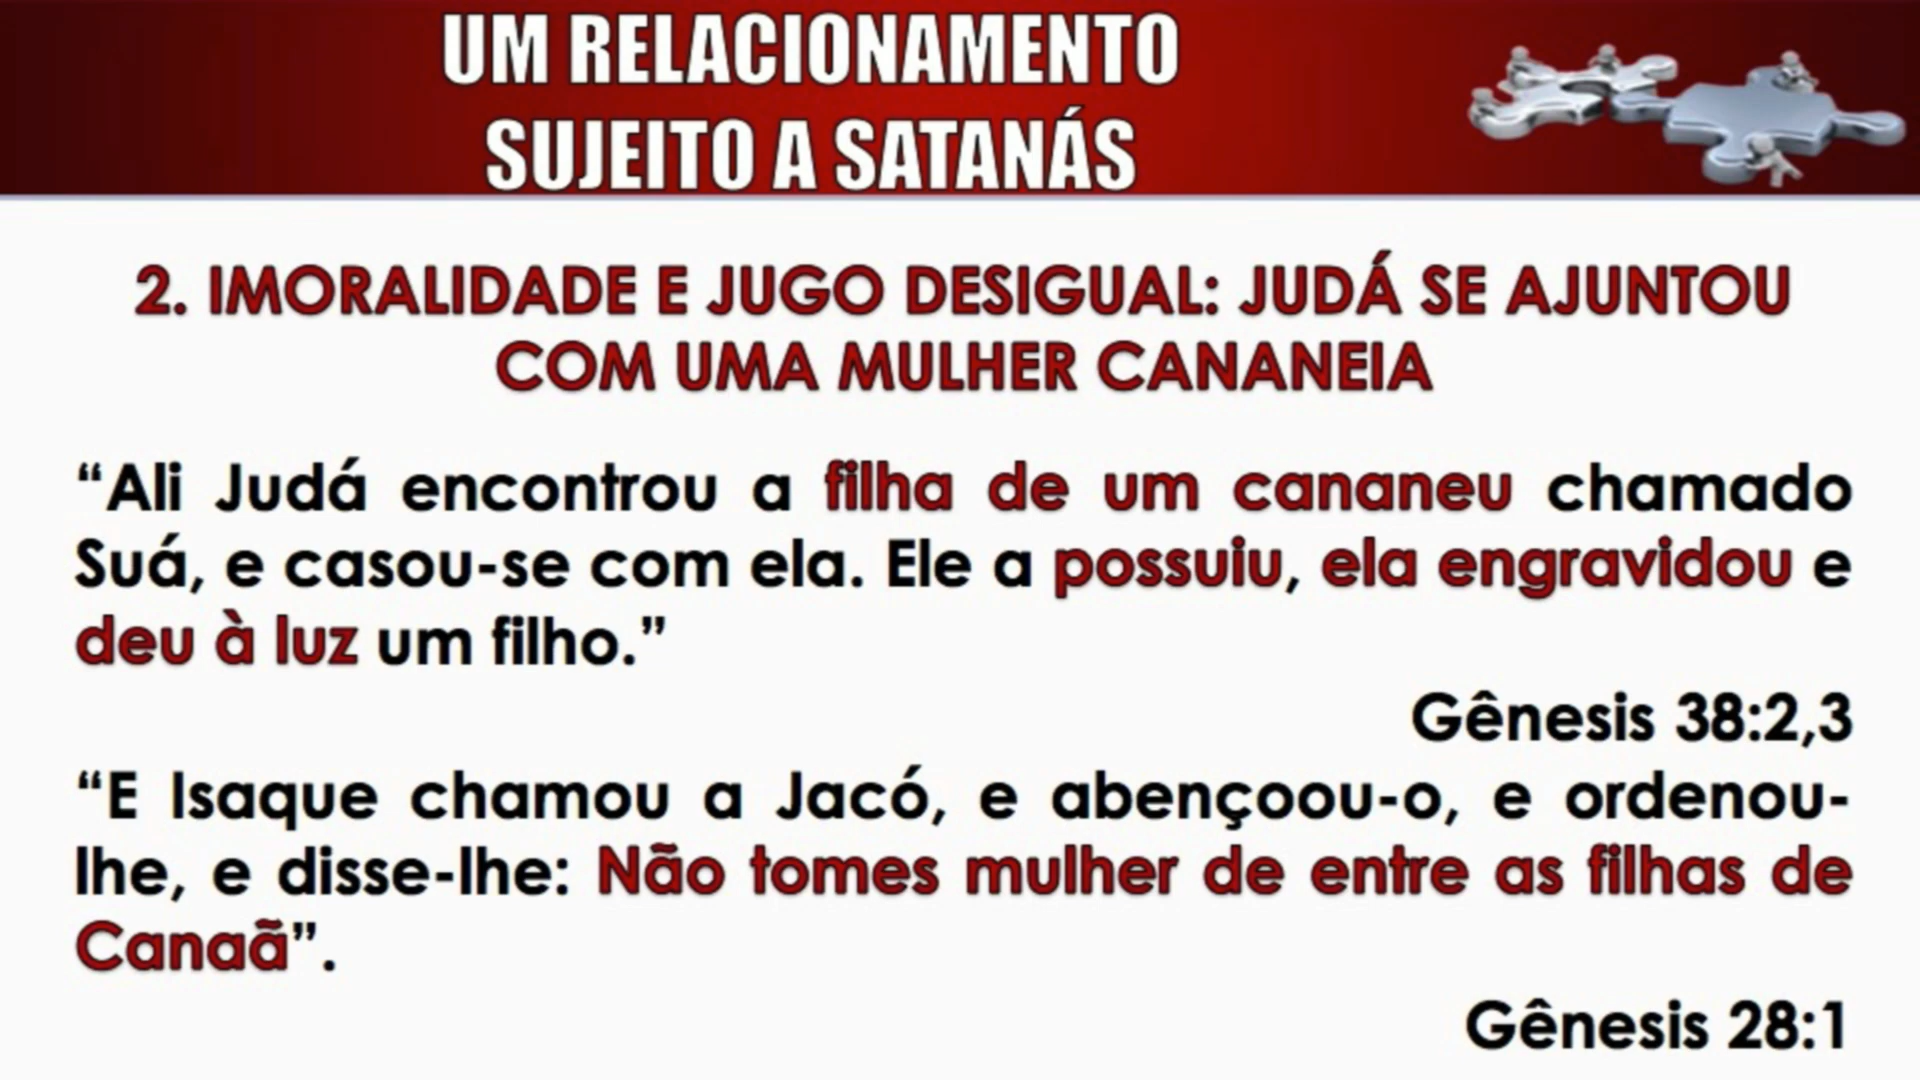 UM RELACIONAMENTO
SUJEITO A SATANÁS
2. IMORALIDADE E JUGO DESIGUAL: JUDÁ SE AJUNTOU
COM UMA MULHER CANANEIA
“Ali Judá encontrou a filha de um cananeu chamado
Suá, e casou-se com ela. Ele a possuiu, ela engravidou e
deu à luz um filho.”
Gênesis 38:2,3
“E Isaque chamou a Jacó, e abençoou-o, e ordenou-
lhe, e disse-lhe: Não tomes mulher de entre as filhas de
Canaã”.
Gênesis 28:1